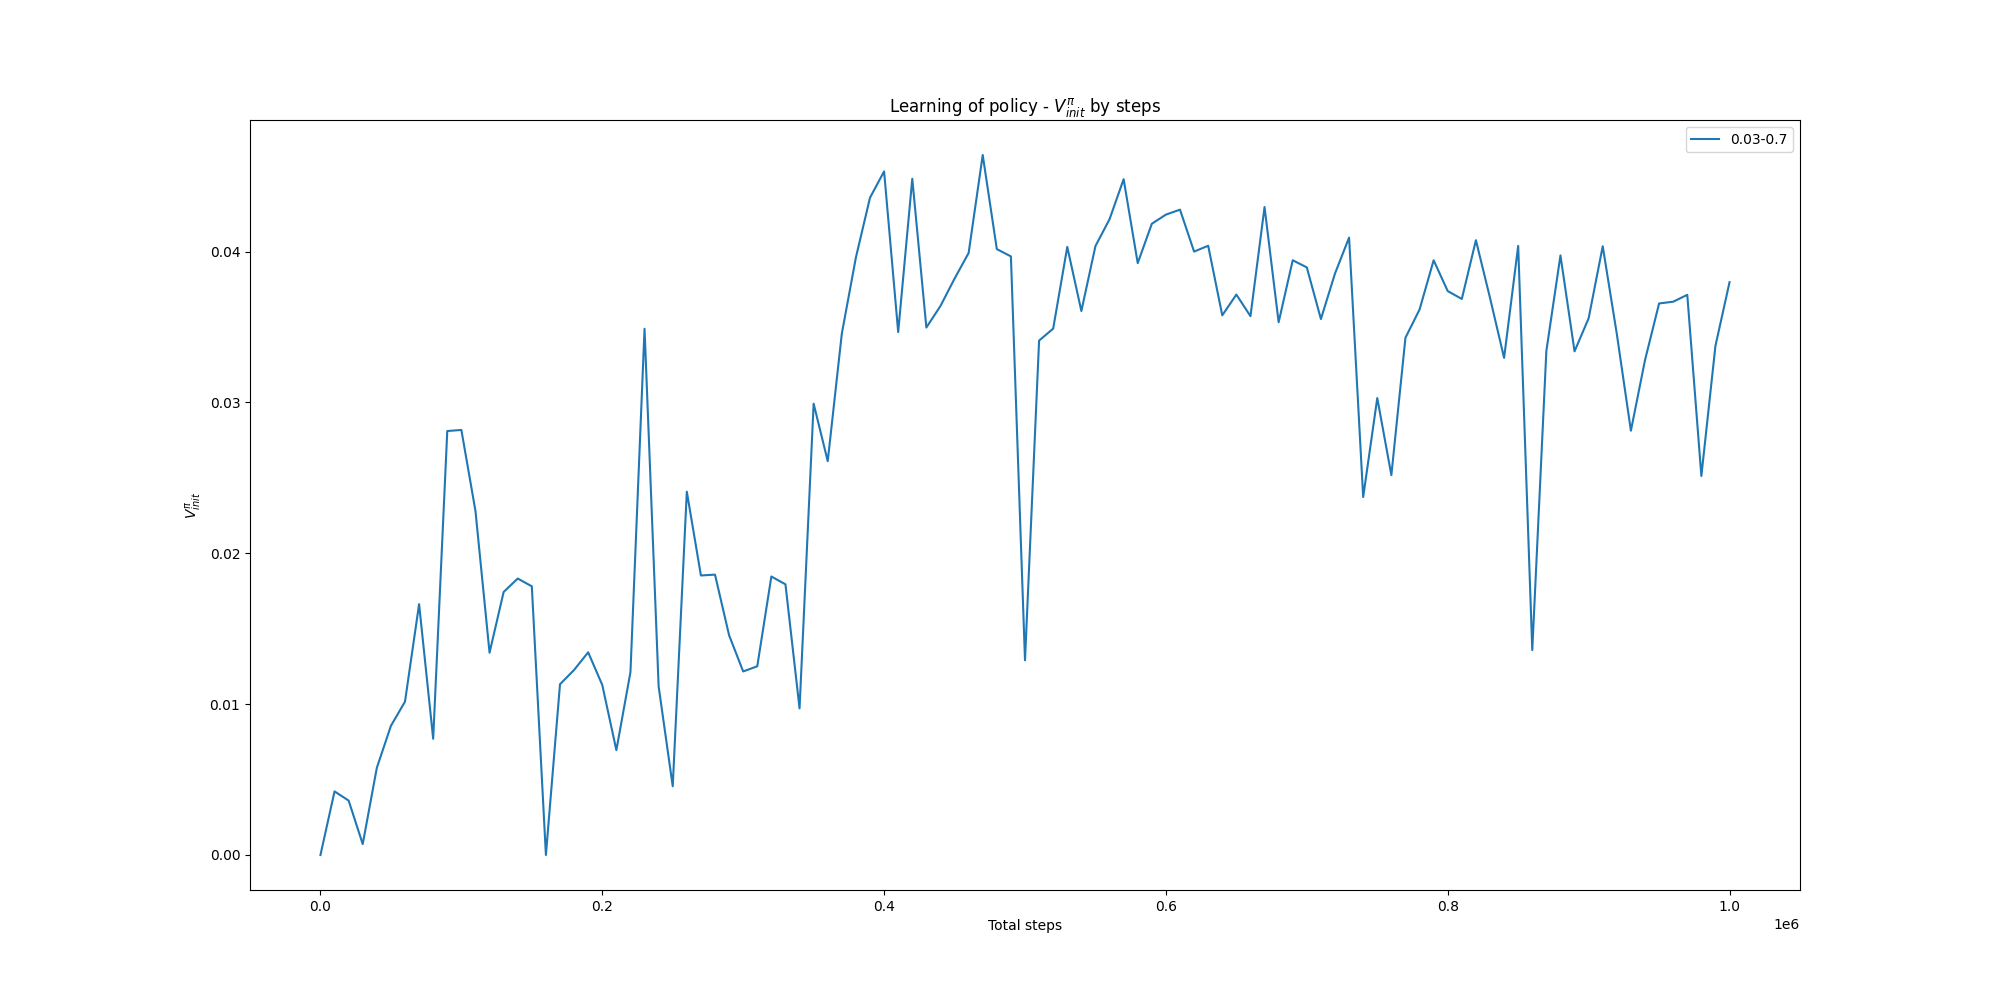 Learning of policy - $V^{\pi}_{init}$ by steps
0.03-0.7
0.04
0.03
$V^{\pi}_{init}$
0.02
0.01
0.00
0.0 0.2 0.4 0.6 0.8 1.0
Total steps 1e6